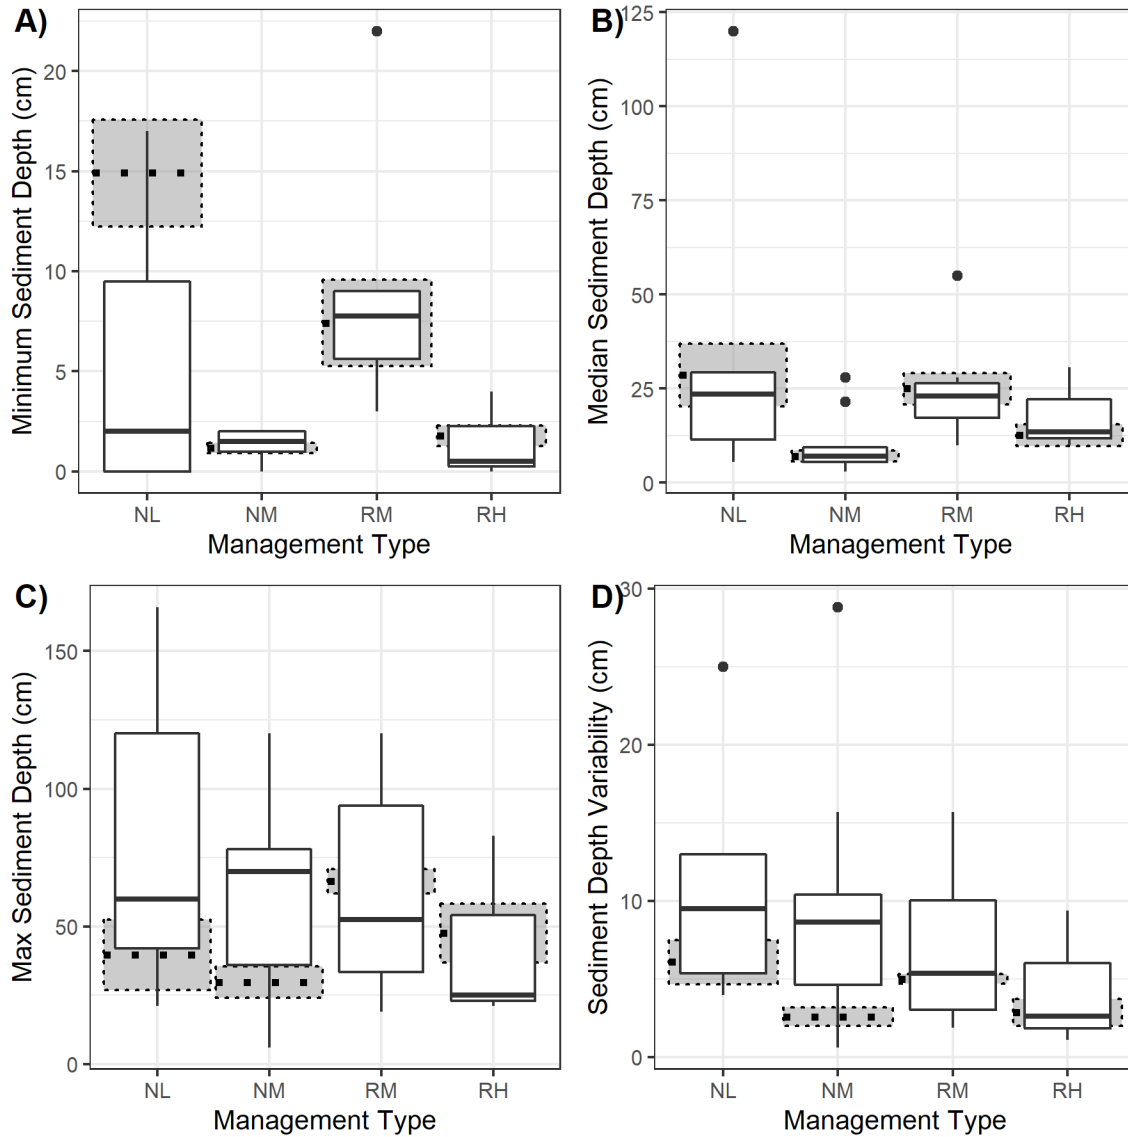 A)
Minimum Sediment Depth (cm)
20
15
10
5
0
NL NM RM RH
Management Type
B)
Median Sediment Depth (cm)
125
100
75
50
25
0
NL NM RM RH
Management Type
C)
Max Sediment Depth (cm)
150
100
50
0
NL NM RM RH
Management Type
D)
Sediment Depth Variability (cm)
30
20
10
0
NL NM RM RH
Management Type